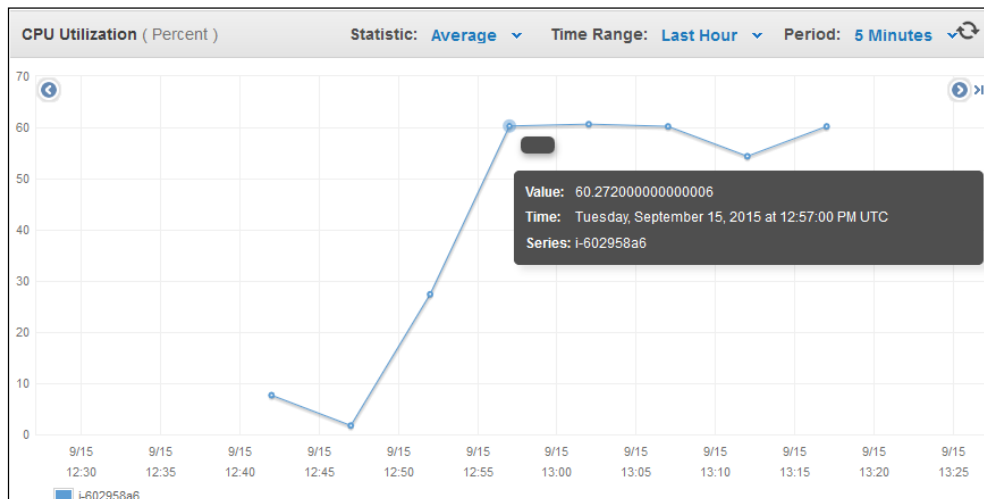 CPU Utilization ( Percent ) Statistic: Average Time Range: Last Hour Period: 5 Minutes
70
60
50
40
30
20
10
0
Value: 60.272000000000006
Time: Tuesday, September 15, 2015 at 12:57:00 PM UTC
Series: i-602958a6
9/15 9/15 9/15 9/15 9/15 9/15 9/15 9/15 9/15 9/15 9/15 9/15
12:30 12:35 12:40 12:45 12:50 12:55 13:00 13:05 13:10 13:15 13:20 13:25
i-602958a6